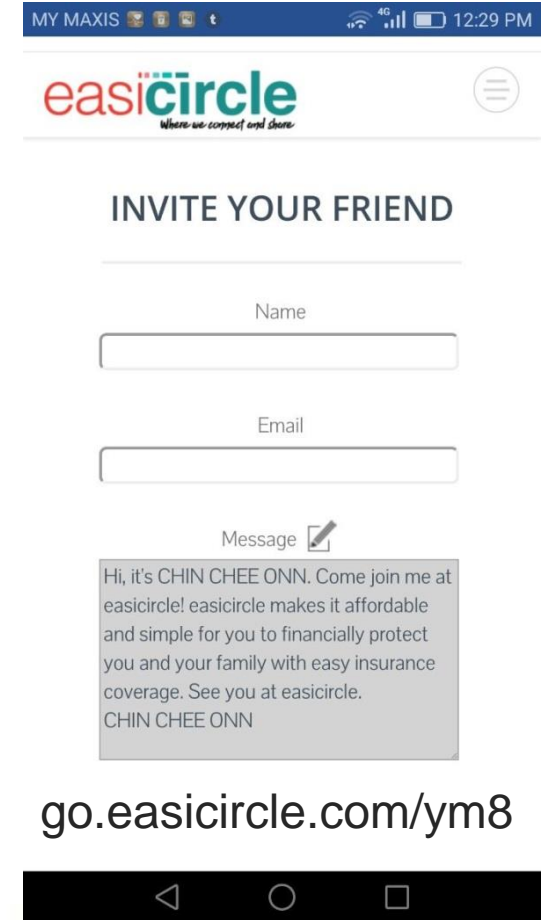 MY MAXIS t 4G 12:29 PM
easicircle
Where we connect and share
INVITE YOUR FRIEND
Name
Email
Message
Hi, it's CHIN CHEE ONN. Come join me at
easicircle! easicircle makes it affordable
and simple for you to financially protect
you and your family with easy insurance
coverage. See you at easicircle.
CHIN CHEE ONN
go.easicircle.com/ym8